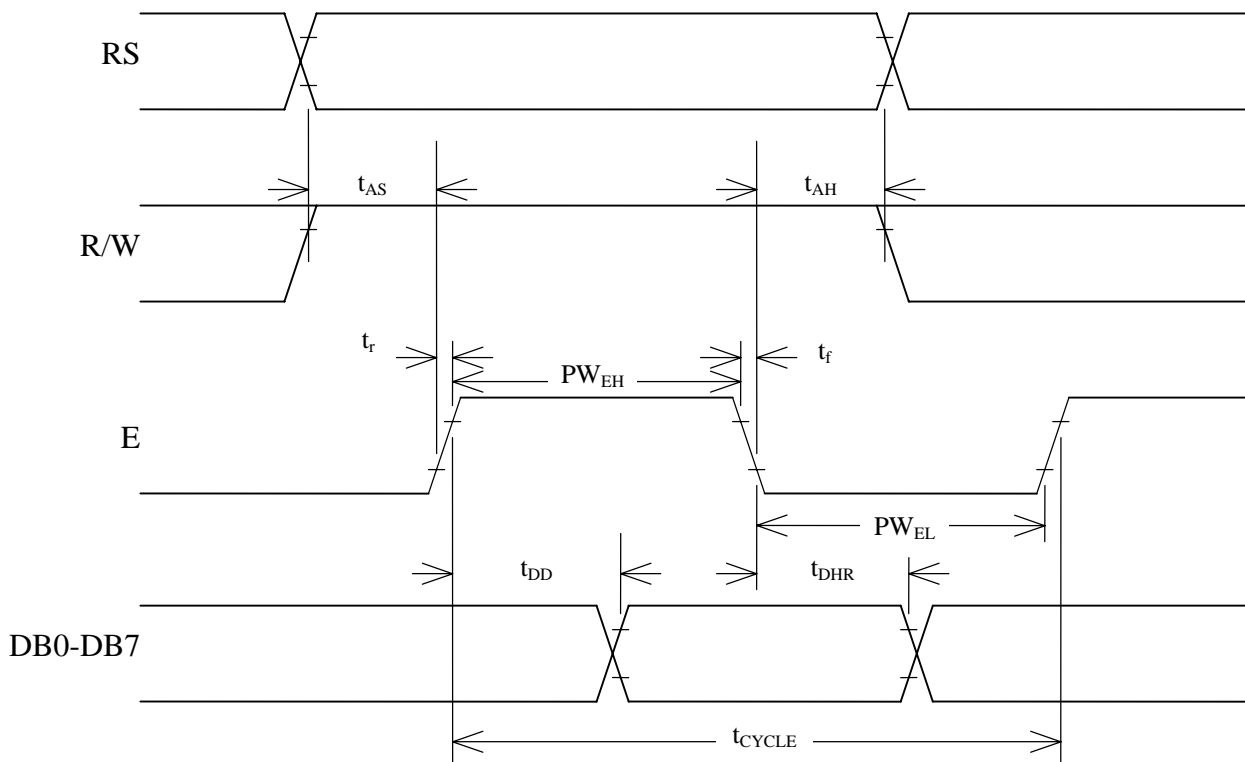 RS
t_AS
t_AH
R/W
t_r
PW_EH
t_f
E
PW_EL
t_DD
t_DHR
DB0-DB7
t_CYCLE